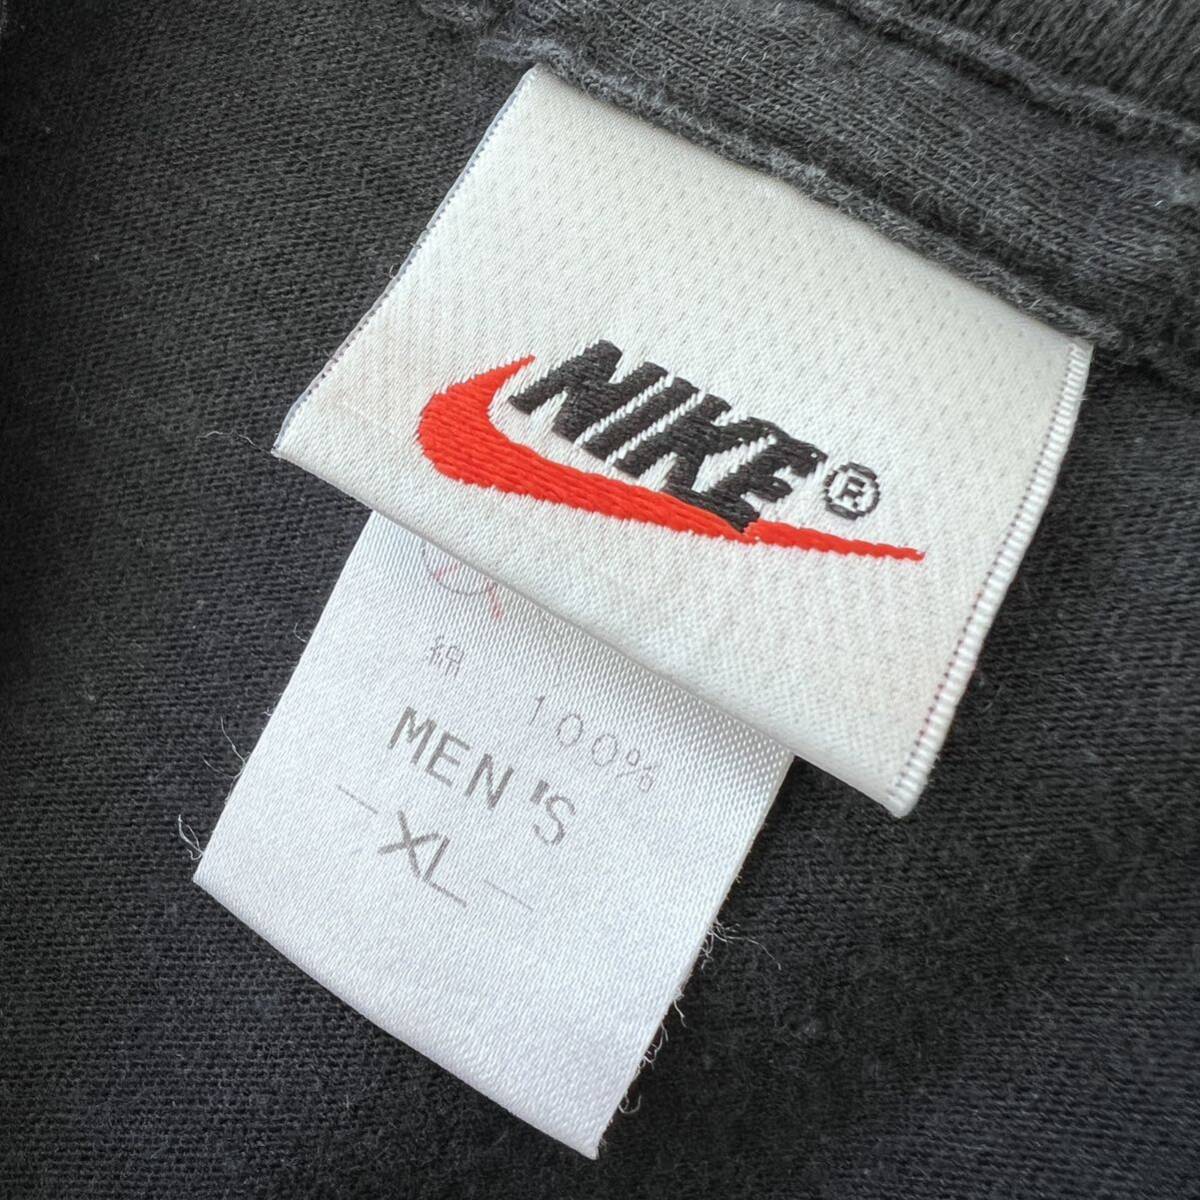 NIKE®
綿 100%
MEN'S
XL